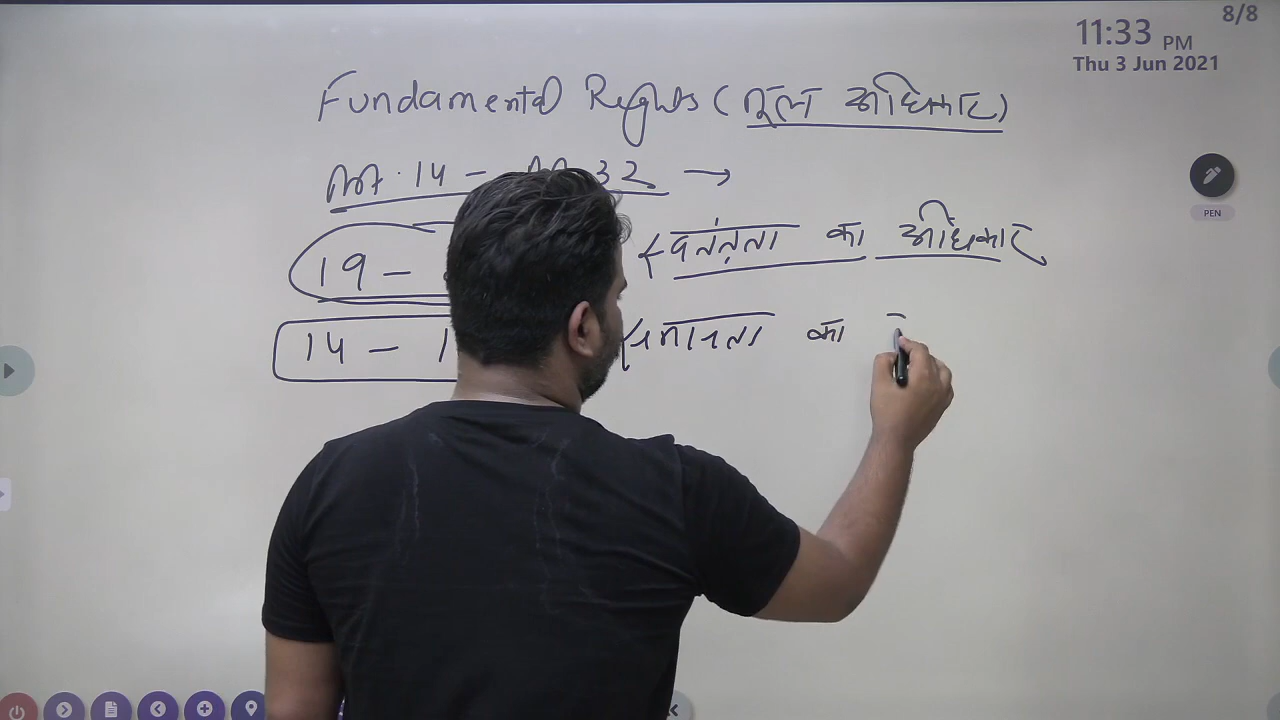 8/8
11:33 PM
Thu 3 Jun 2021
Fundamental Rights (मूल अधिकार)
Art. 14 - 32 →
19 - स्वतंत्रता का अधिकार
14 - 1 समानता का
PEN